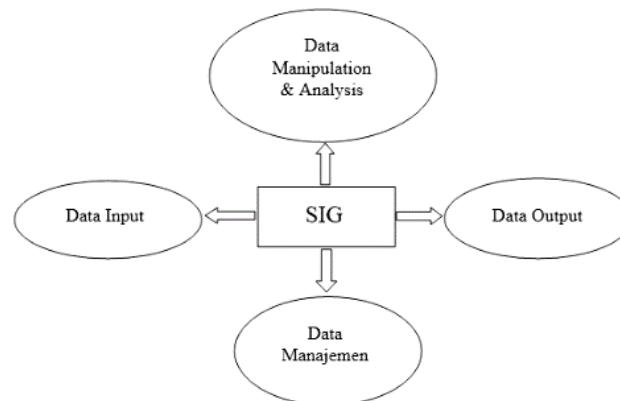 Data
Manipulation
& Analysis
Data Input
SIG
Data Output
Data
Manajemen